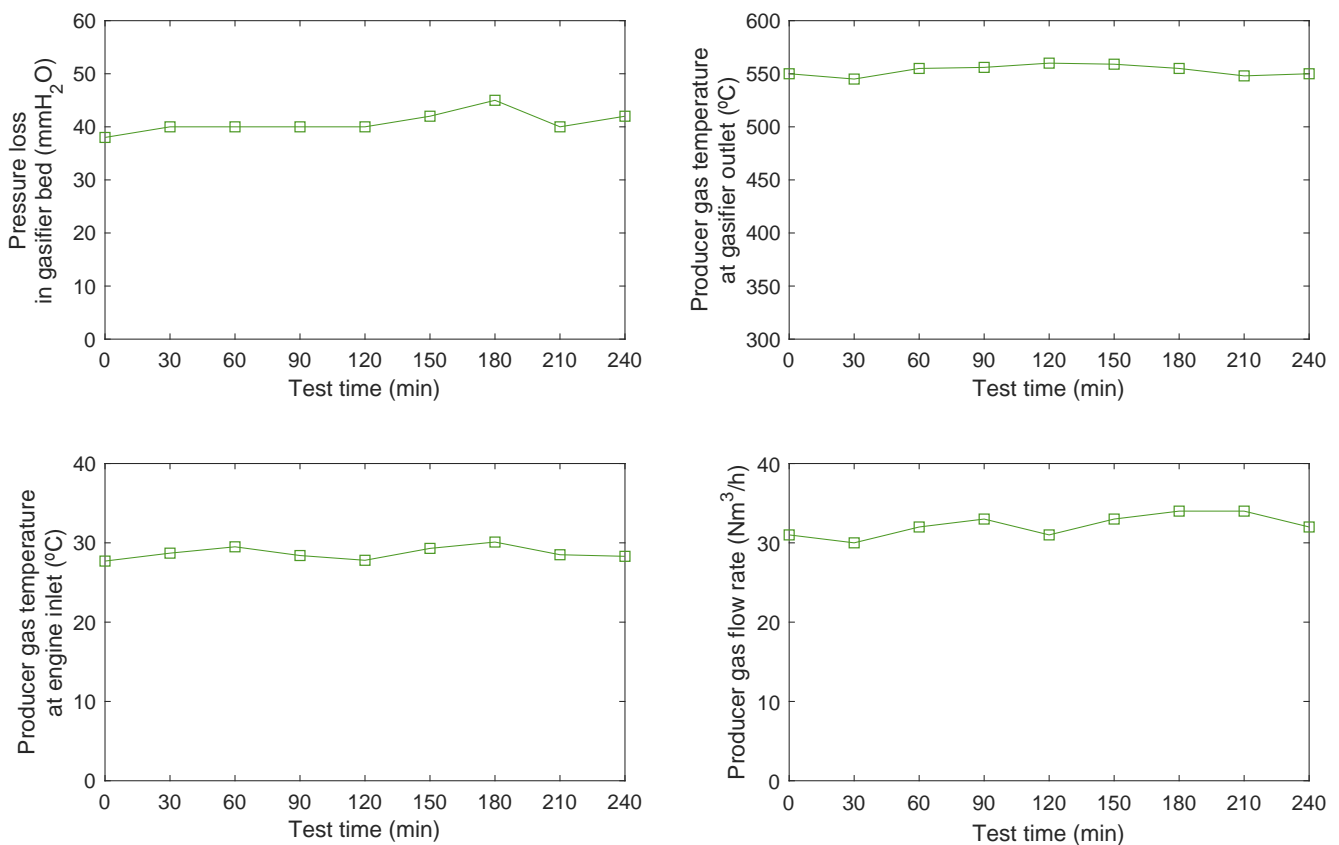 60
50
40
30
20
10
0
Pressure loss
in gasifier bed (mmH₂O)
0 30 60 90 120 150 180 210 240
Test time (min)
600
550
500
450
400
350
300
Producer gas temperature
at gasifier outlet (ºC)
0 30 60 90 120 150 180 210 240
Test time (min)
40
30
20
10
0
Producer gas temperature
at engine inlet (ºC)
0 30 60 90 120 150 180 210 240
Test time (min)
40
30
20
10
0
Producer gas flow rate (Nm³/h)
0 30 60 90 120 150 180 210 240
Test time (min)